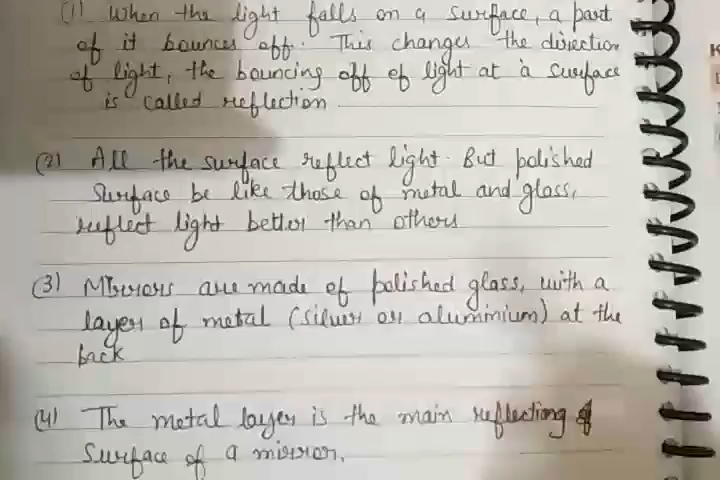 (1) When the light falls on a surface, a part
of it bounces off. This changes the direction
of light, the bouncing off of light at a surface
is called reflection
(2) All the surface reflect light. But polished
Surface be like those of metal and glass,
reflect light better than others
(3) Mirrors are made of polished glass, with a
layer of metal (silver or aluminium) at the
back
(4) The metal layer is the main reflecting
Surface of a mirror.